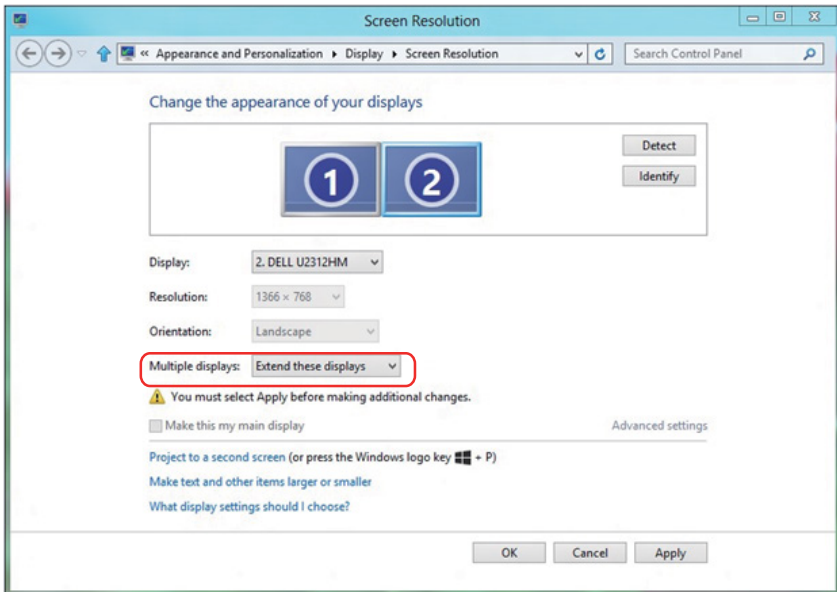 Screen Resolution
« Appearance and Personalization ▸ Display ▸ Screen Resolution Search Control Panel
Change the appearance of your displays
1 2
Detect
Identify
Display: 2. DELL U2312HM
Resolution: 1366 × 768
Orientation: Landscape
Multiple displays: Extend these displays
You must select Apply before making additional changes.
Make this my main display Advanced settings
Project to a second screen (or press the Windows logo key + P)
Make text and other items larger or smaller
What display settings should I choose?
OK Cancel Apply